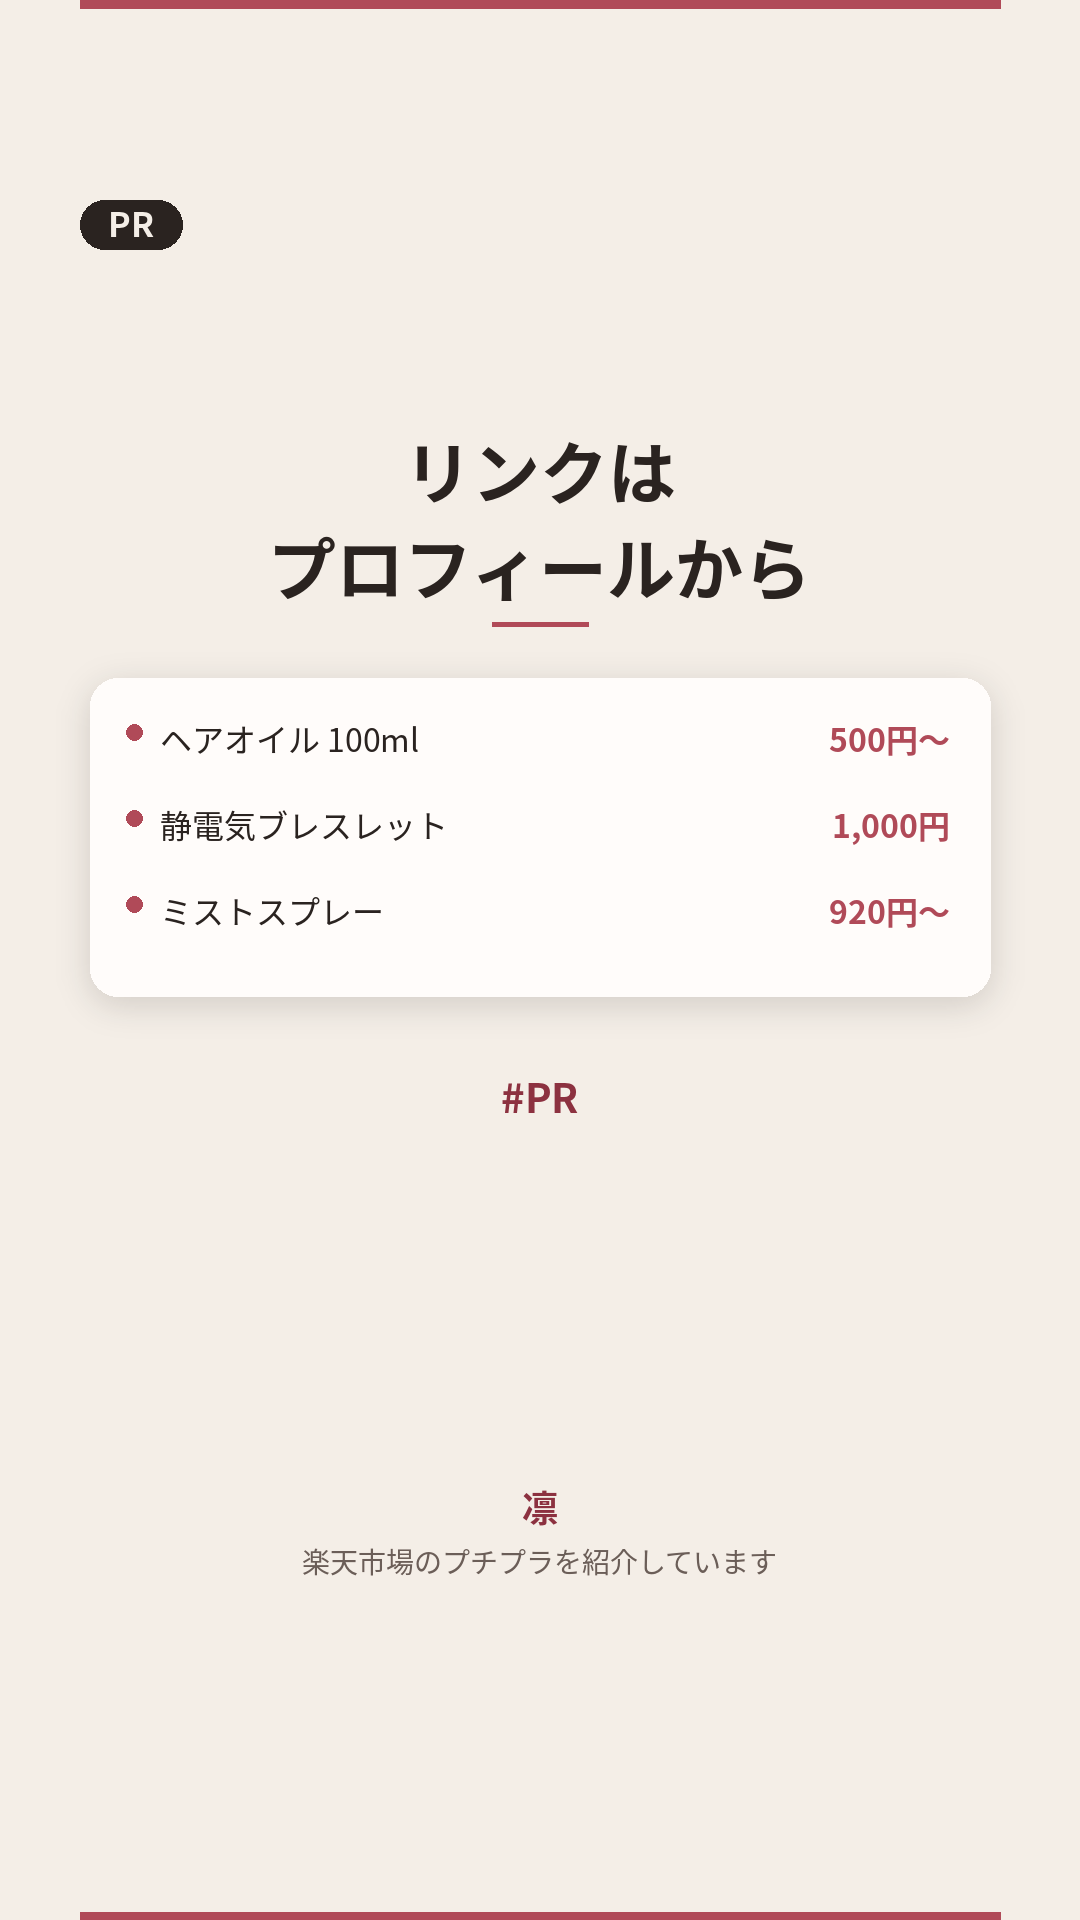 PR
リンクは
プロフィールから
ヘアオイル 100ml 500円〜
静電気ブレスレット 1,000円
ミストスプレー 920円〜
#PR
凛
楽天市場のプチプラを紹介しています